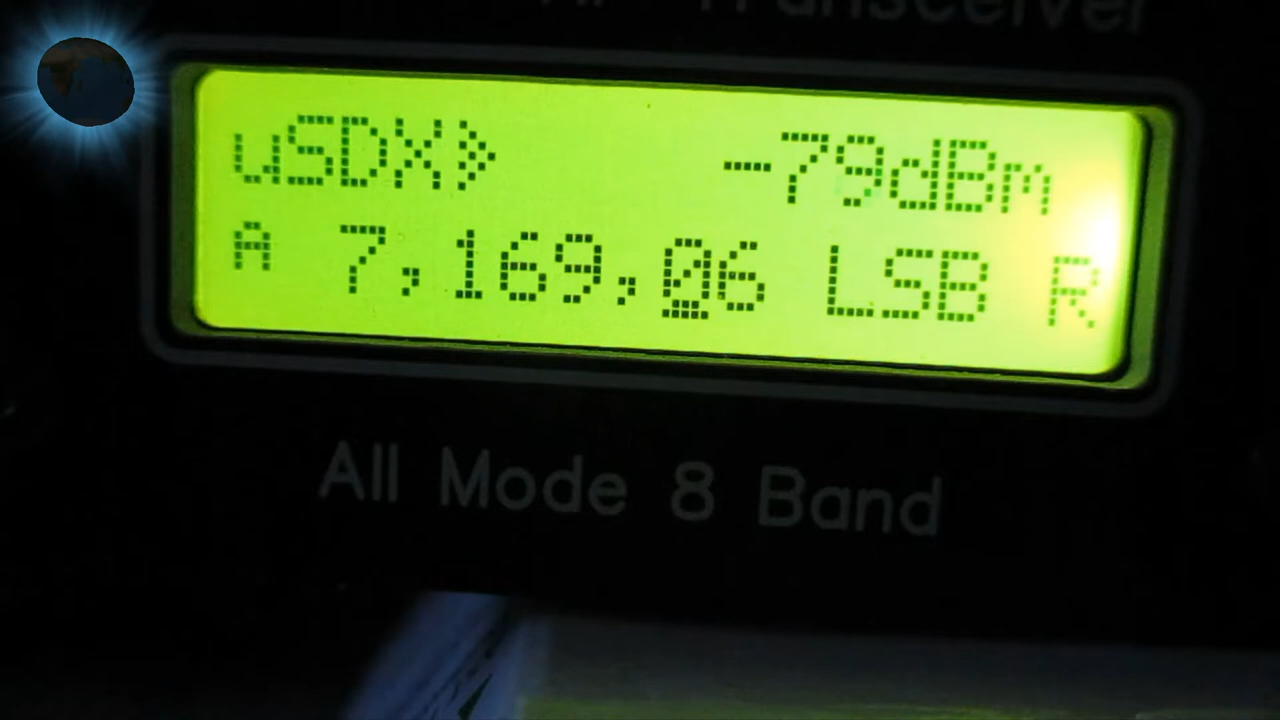 Transceiver
uSDX» -79dBm
A 7,169,06 LSB R
All Mode 8 Band